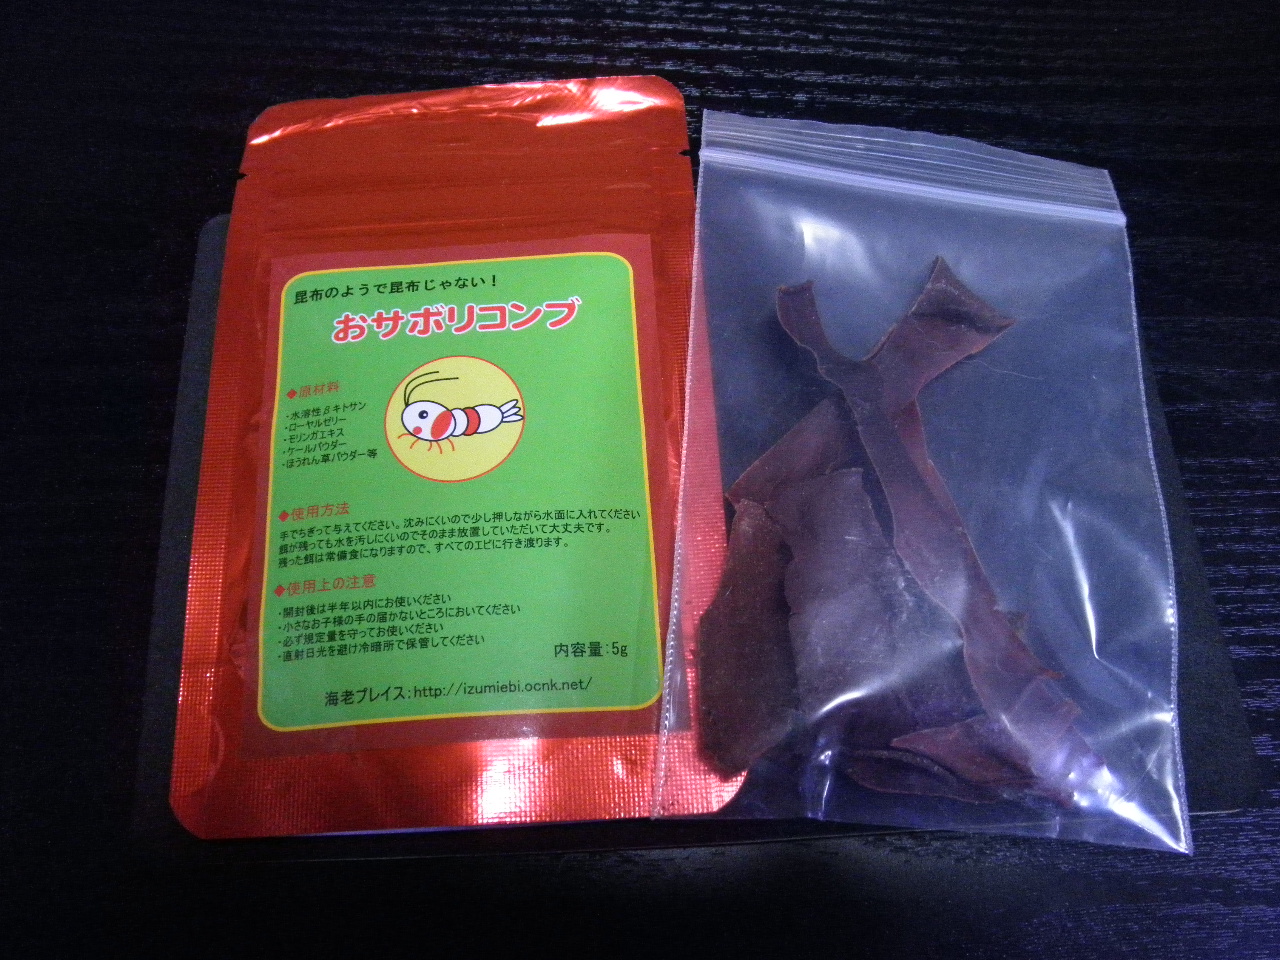 昆布のようで昆布じゃない！
おサボリコンブ
◆原材料
・水溶性βキトサン
・ローヤルゼリー
・モリンガエキス
・ケールパウダー
・ほうれん草パウダー等
◆使用方法
手でちぎって与えてください。沈みにくいので少し押しながら水面に入れてください
餌が残っても水を汚しにくいのでそのまま放置していただいて大丈夫です。
残った餌は常備食になりますので、すべてのエビに行き渡ります。
◆使用上の注意
・開封後は半年以内にお使いください
・小さなお子様の手の届かないところにおいてください
・必ず規定量を守ってお使いください
・直射日光を避け冷暗所で保管してください
内容量：5g
海老プレイス：http://izumiebi.ocnk.net/